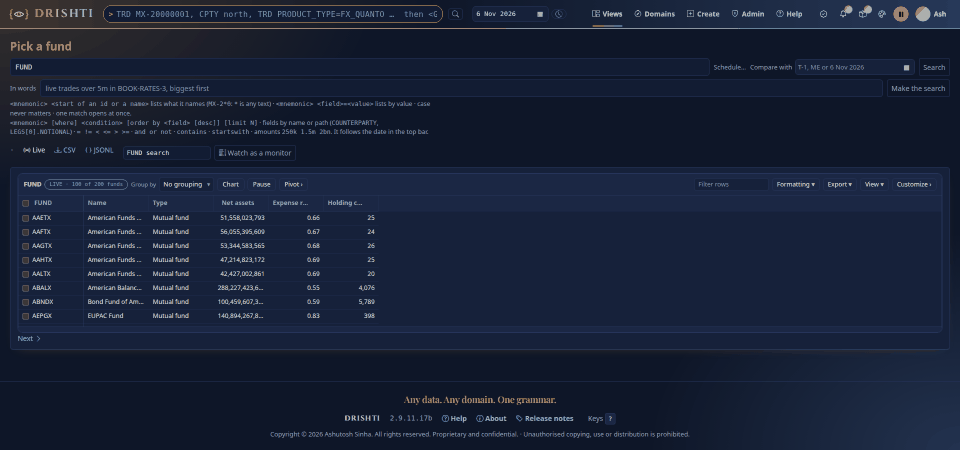 {<o>} DRISHTI
> TRD MX-20000001, CPTY north, TRD PRODUCT_TYPE=FX_QUANTO … then <G
6 Nov 2026
Views Domains Create Admin Help
Ash
Pick a fund
FUND
Schedule… Compare with T-1, ME or 6 Nov 2026 Search
In words live trades over 5m in BOOK-RATES-3, biggest first Make the search
<mnemonic> <start of an id or a name> lists what it names (MX-2*6: * is any text) · <mnemonic> <field>=<value> lists by value · case
never matters · one match opens at once.
<mnemonic> [where] <condition> [order by <field> [desc]] [limit N] · fields by name or path (COUNTERPARTY,
LEGS[0].NOTIONAL) · = != < <= > >= · and or not · contains · startswith · amounts 250k 1.5m 2bn. It follows the date in the top bac
Live CSV {}JSONL FUND search Watch as a monitor
FUND LIVE · 100 of 200 funds Group by No grouping Chart Pause Pivot › Filter rows Formatting ▾ Export ▾ View ▾ Customize ›
FUND Name Type Net assets Expense r… Holding c…
AAETX American Funds … Mutual fund 51,558,023,793 0.66 25
AAFTX American Funds … Mutual fund 56,055,395,609 0.67 24
AAGTX American Funds … Mutual fund 53,344,583,565 0.68 26
AAHTX American Funds … Mutual fund 47,214,823,172 0.69 25
AALTX American Funds … Mutual fund 42,427,002,861 0.69 20
ABALX American Balanc… Mutual fund 288,227,423,6… 0.55 4,076
ABNDX Bond Fund of Am… Mutual fund 100,459,607,3… 0.59 5,789
AEPGX EUPAC Fund Mutual fund 140,894,267,8… 0.83 398
Next ›
Any data. Any domain. One grammar.
DRISHTI 2.9.11.17b Help About Release notes Keys ?
Copyright © 2026 Ashutosh Sinha. All rights reserved. Proprietary and confidential. · Unauthorised copying, use or distribution is prohibited.